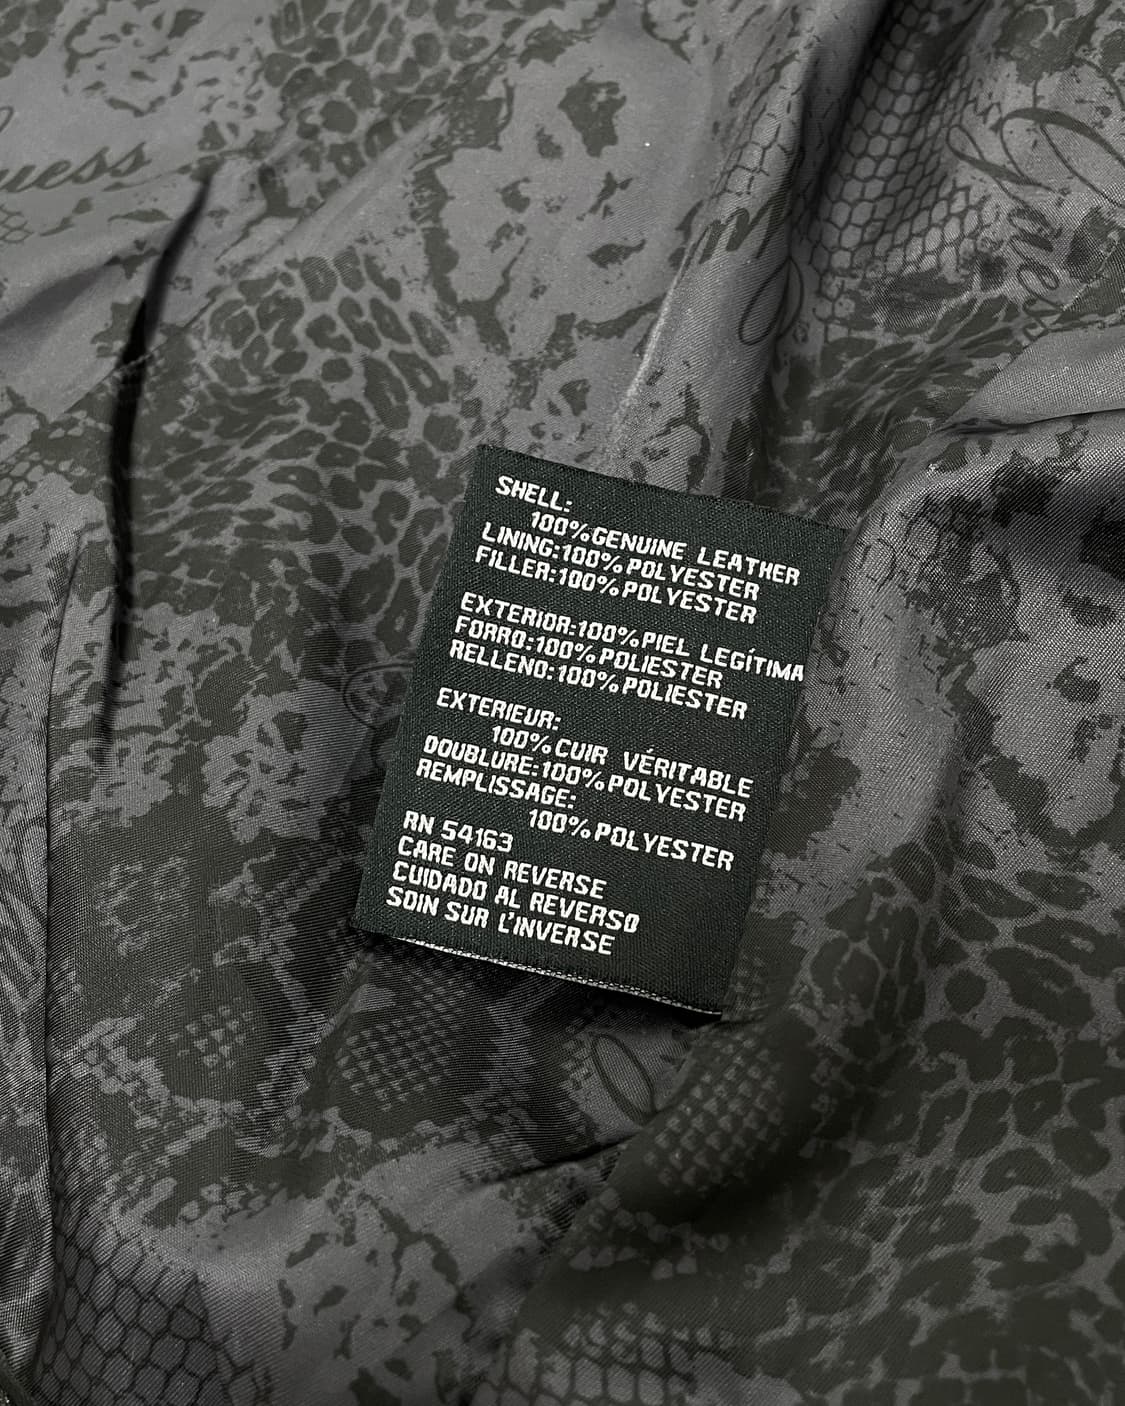 uess
SHELL:
100%GENUINE LEATHER
LINING:100%POLYESTER
FILLER:100%POLYESTER
EXTERIOR:100%PIEL LEGÍTIMA
FORRO:100%POLIESTER
RELLENO:100%POLIESTER
EXTERIEUR:
100%CUIR VÉRITABLE
DOUBLURE:100%POLYESTER
REMPLISSAGE:
100%POLYESTER
RN 54163
CARE ON REVERSE
CUIDADO AL REVERSO
SOIN SUR L'INVERSE